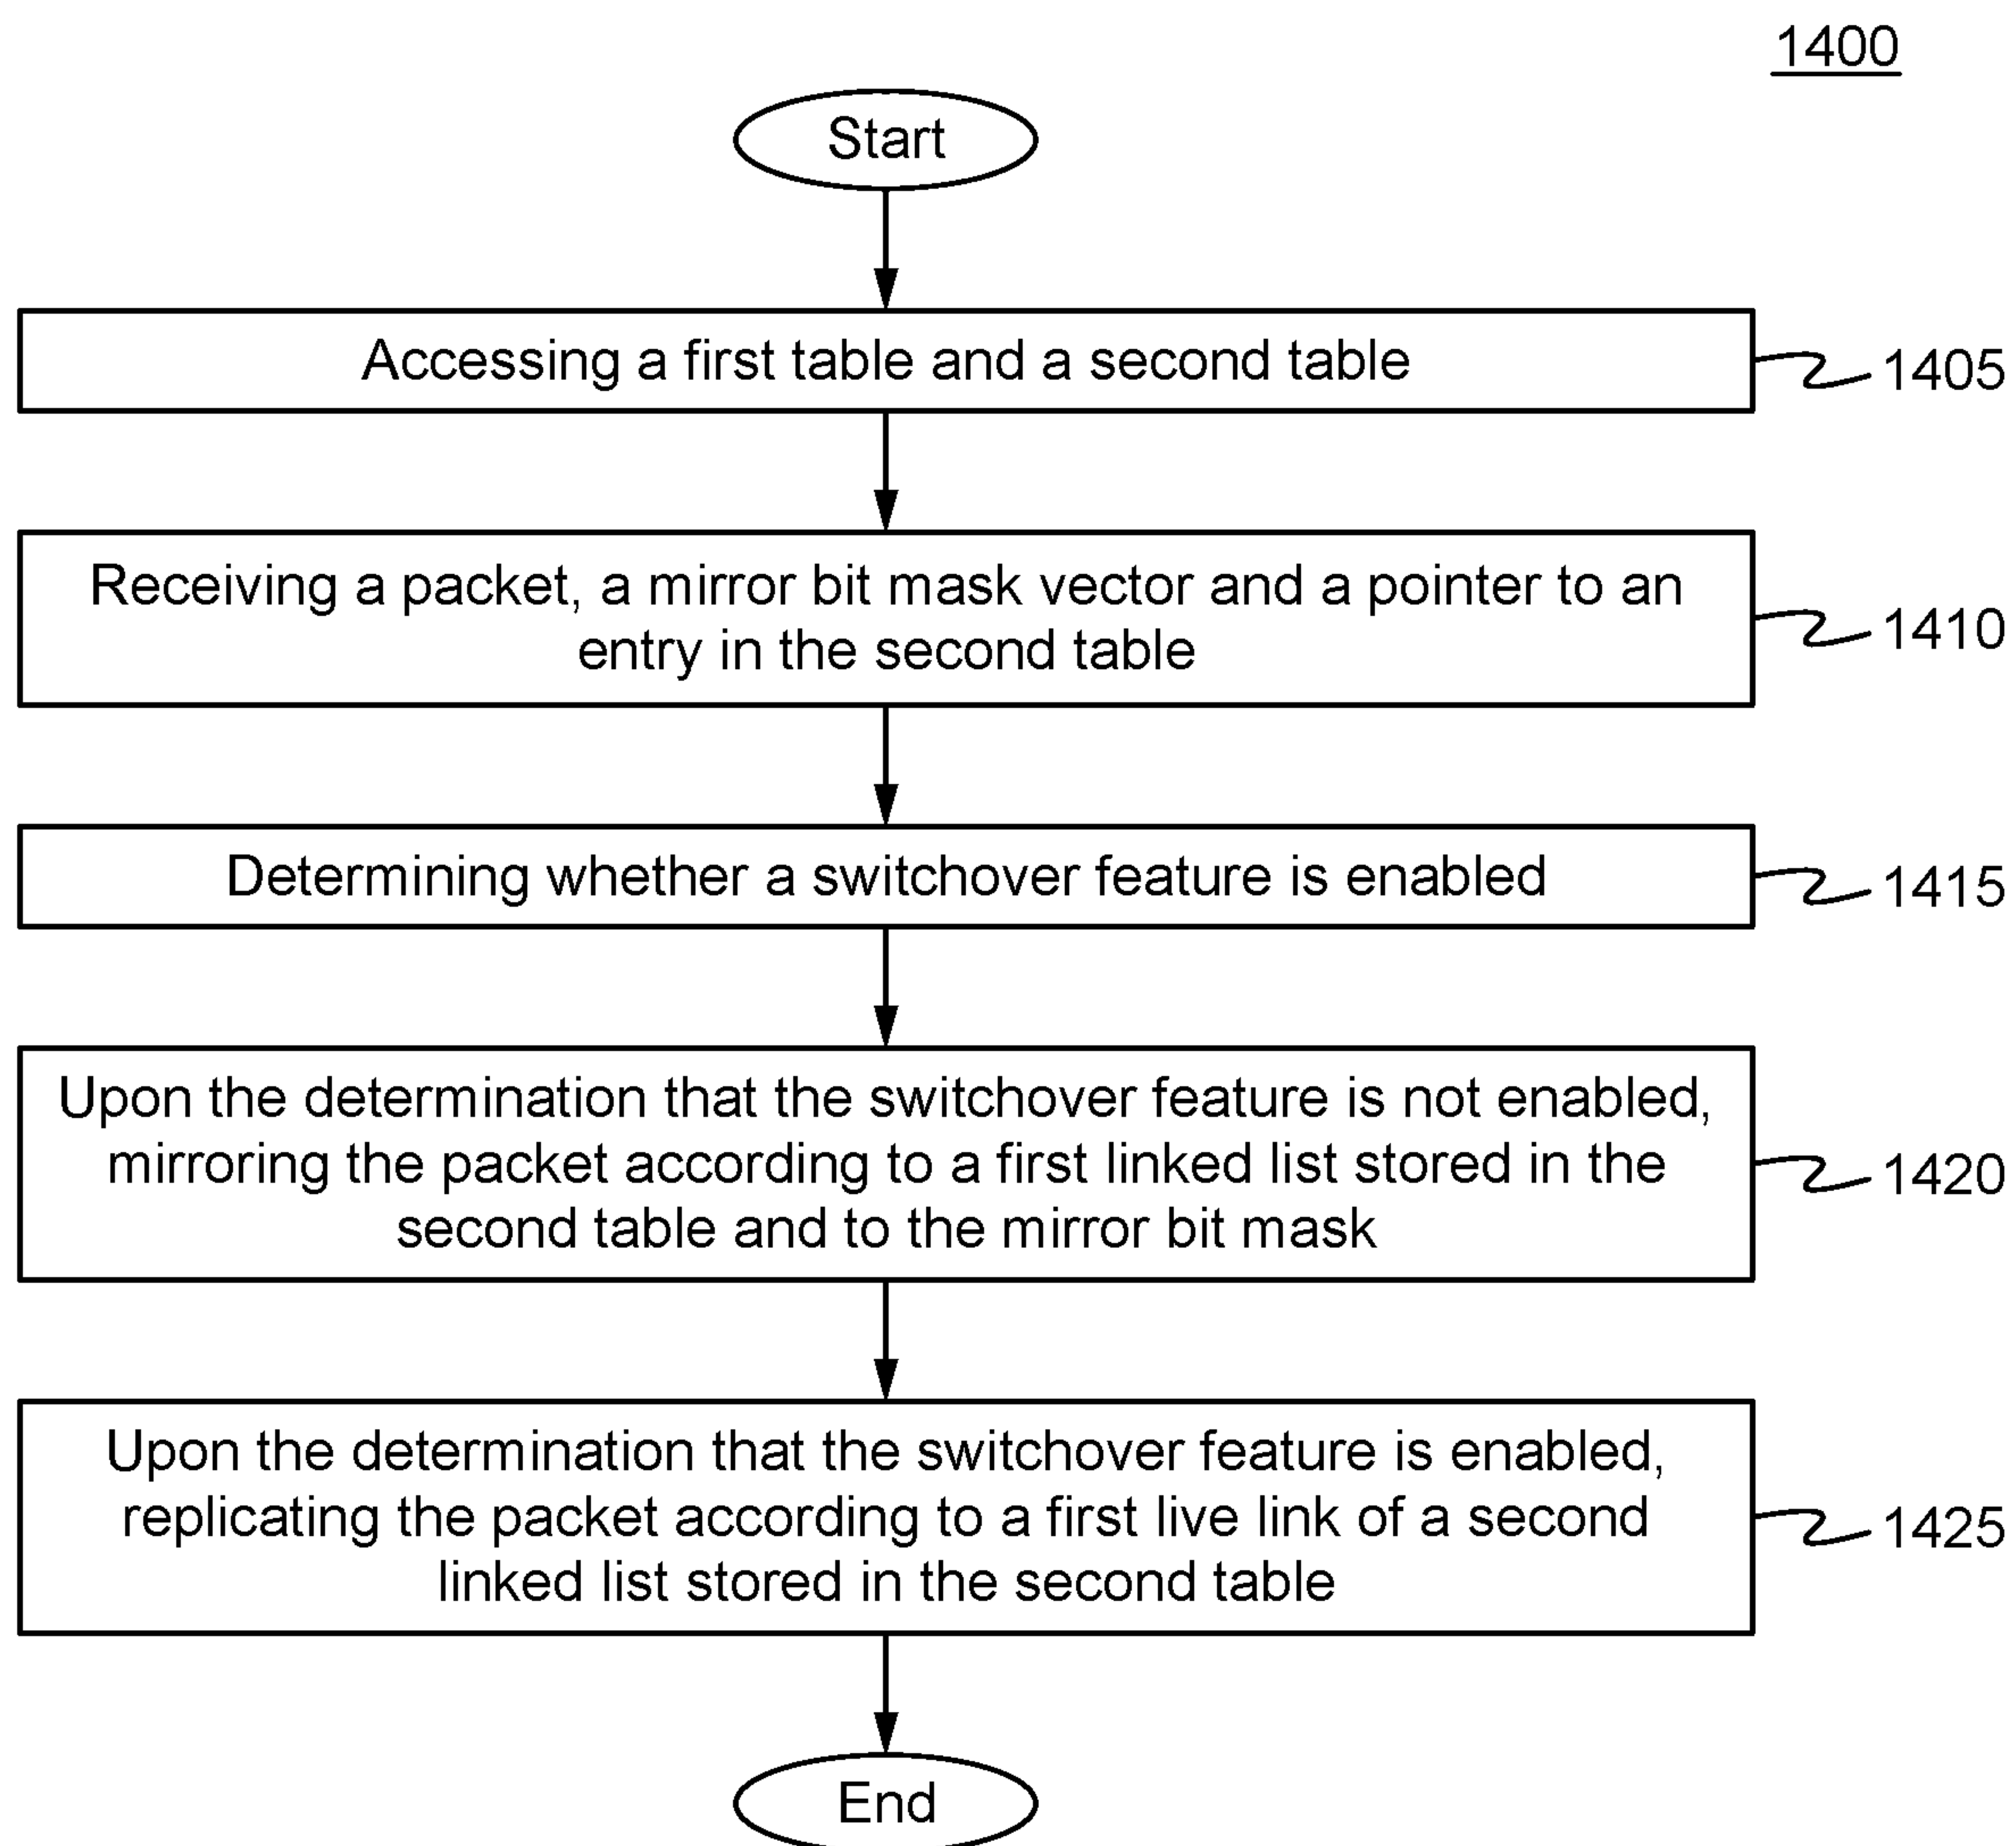 1400
Start
Accessing a first table and a second table
1405
Receiving a packet, a mirror bit mask vector and a pointer to an
entry in the second table
1410
Determining whether a switchover feature is enabled
1415
Upon the determination that the switchover feature is not enabled,
mirroring the packet according to a first linked list stored in the
second table and to the mirror bit mask
1420
Upon the determination that the switchover feature is enabled,
replicating the packet according to a first live link of a second
linked list stored in the second table
1425
End